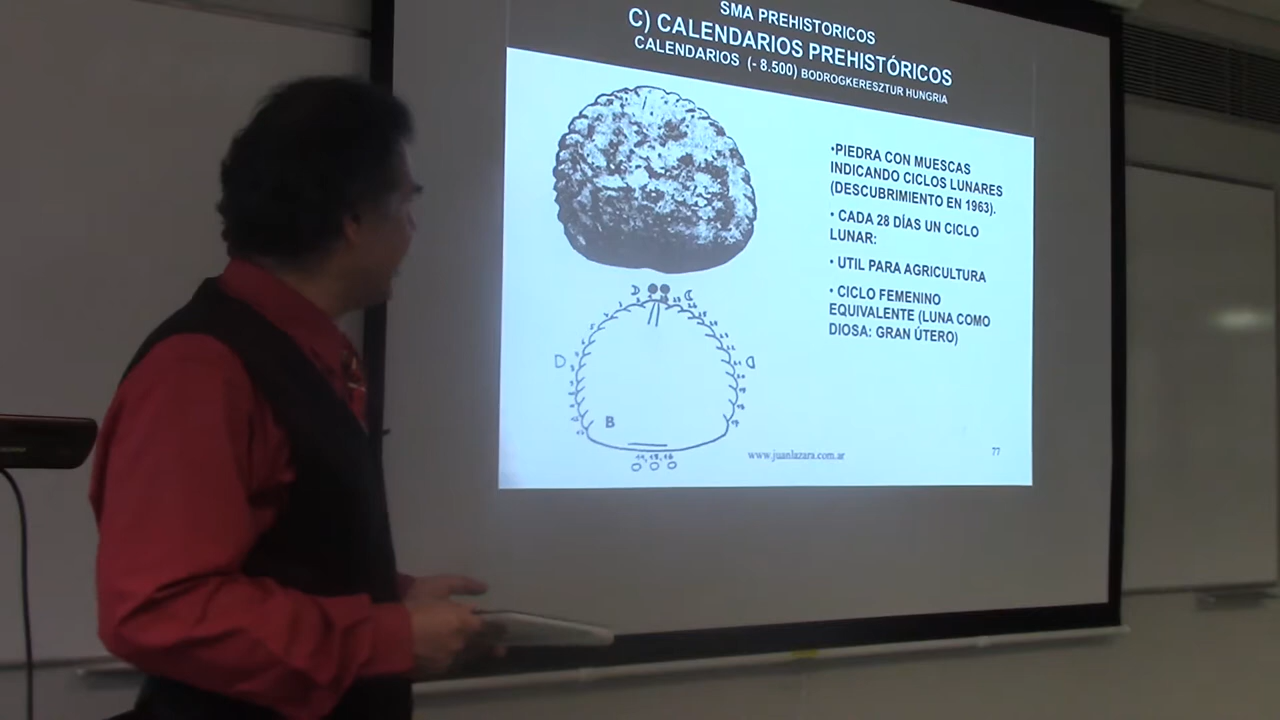 SMA PREHISTORICOS
C) CALENDARIOS PREHISTÓRICOS
CALENDARIOS (- 8.500) BODROGKERESZTUR HUNGRIA
•PIEDRA CON MUESCAS
INDICANDO CICLOS LUNARES
(DESCUBRIMIENTO EN 1963).
• CADA 28 DÍAS UN CICLO
LUNAR:
• UTIL PARA AGRICULTURA
• CICLO FEMENINO
EQUIVALENTE (LUNA COMO
DIOSA: GRAN ÚTERO)
B
www.juanlazara.com.ar
77